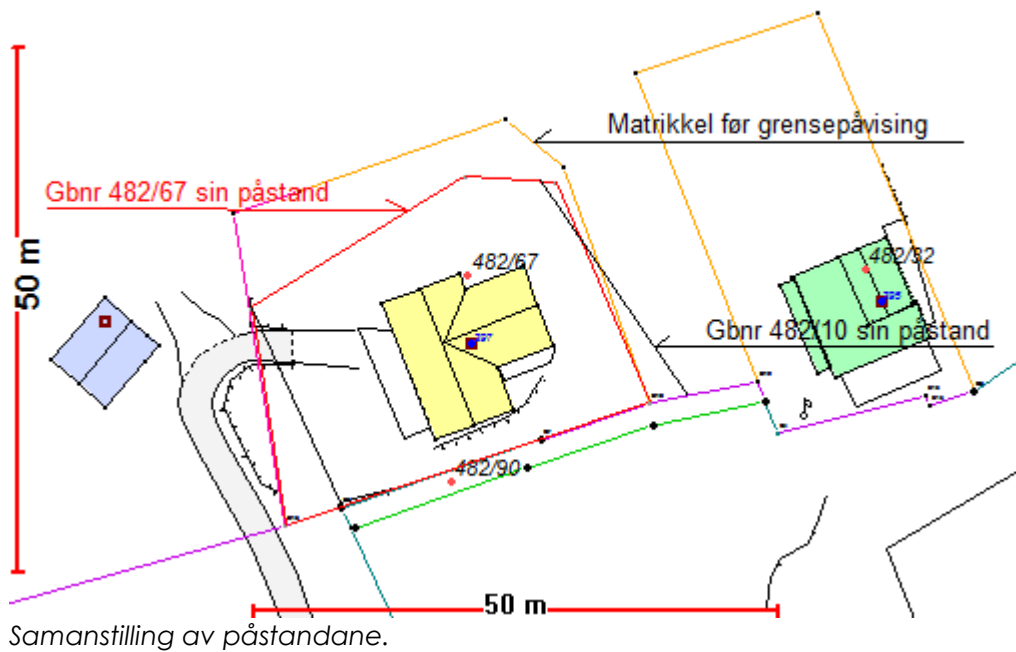 Matrikkel før grensepåvising
Gbnr 482/67 sin påstand
482/67
482/32
50 m
Gbnr 482/10 sin påstand
482/90
50 m
Samanstilling av påstandane.